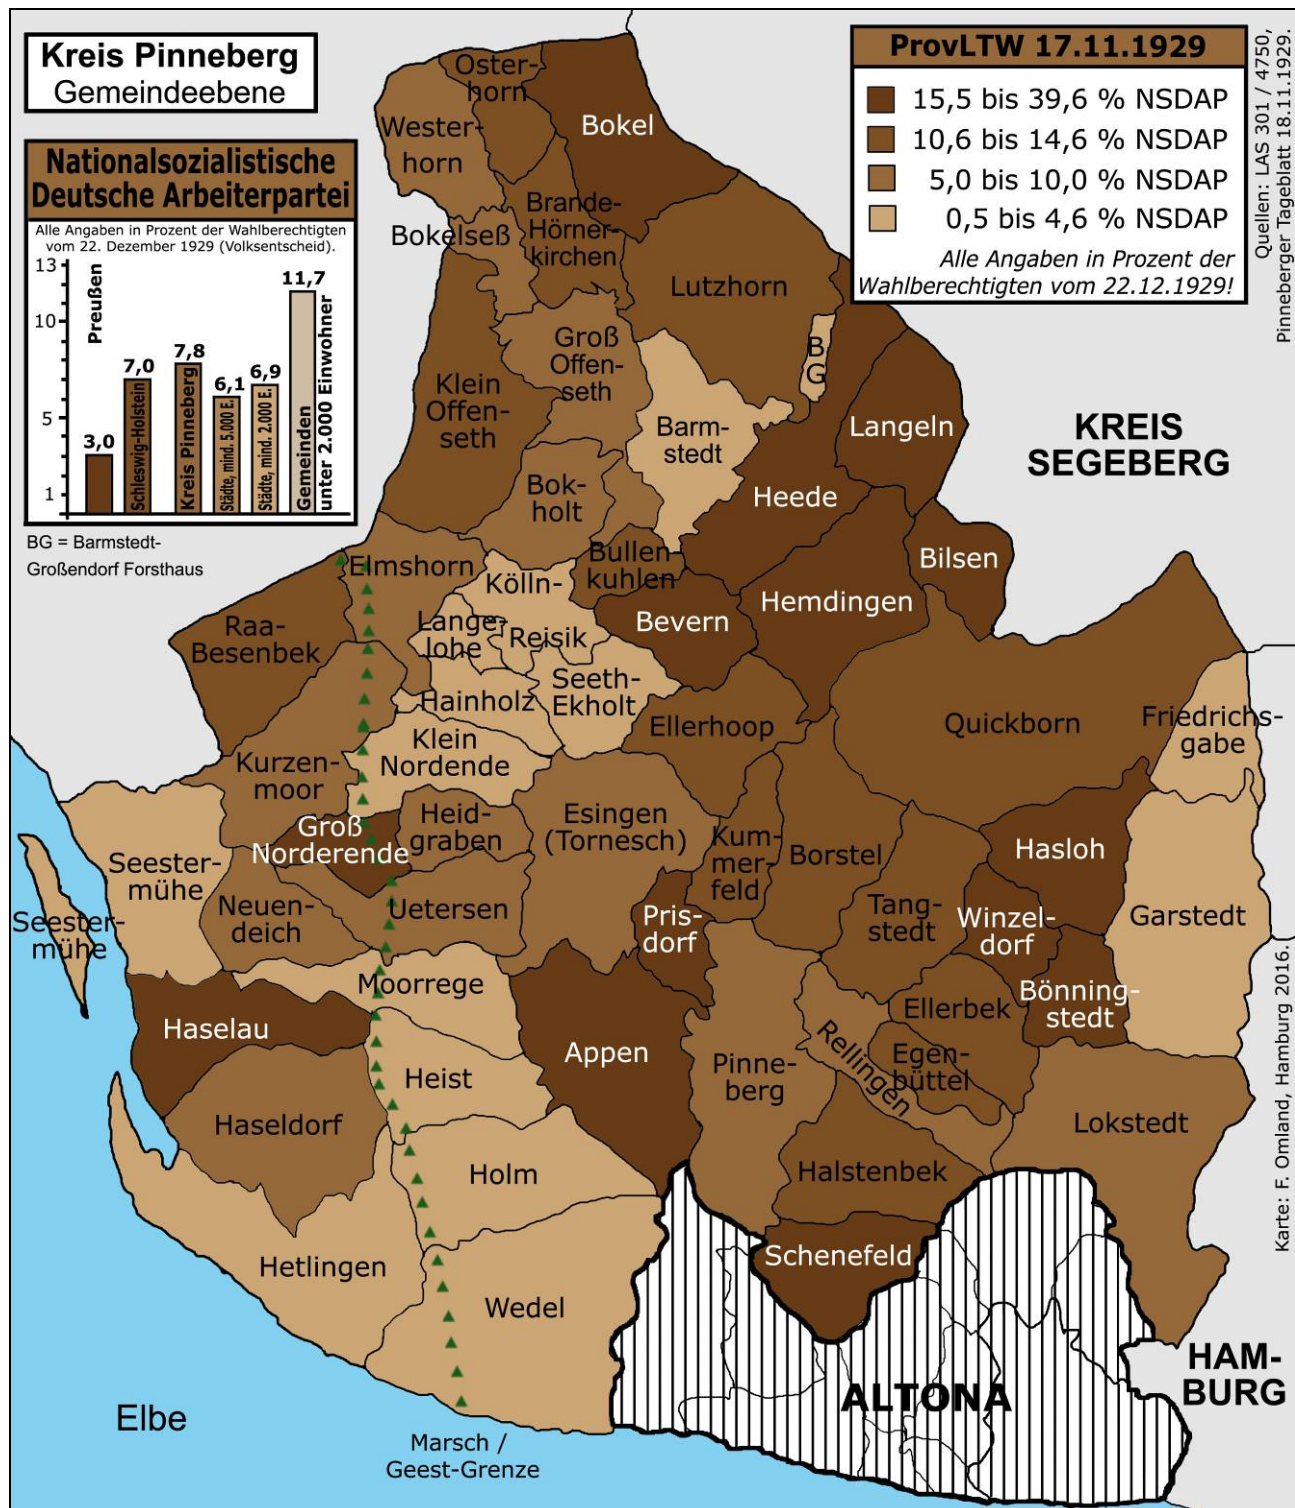 Kreis Pinneberg
Gemeindeebene
Nationalsozialistische
Deutsche Arbeiterpartei
Alle Angaben in Prozent der Wahlberechtigten
vom 22. Dezember 1929 (Volksentscheid).
13
10
5
1
3,0
Preußen
7,0
Schleswig-Holstein
7,8
Kreis Pinneberg
6,1
Städte, mind. 5.000 E.
6,9
Städte, mind. 2.000 E.
11,7
Gemeinden
unter 2.000 Einwohner
BG = Barmstedt-
Großendorf Forsthaus
ProvLTW 17.11.1929
15,5 bis 39,6 % NSDAP
10,6 bis 14,6 % NSDAP
5,0 bis 10,0 % NSDAP
0,5 bis 4,6 % NSDAP
Alle Angaben in Prozent der
Wahlberechtigten vom 22.12.1929!
Quellen: LAS 301 / 4750,
Pinneberger Tageblatt 18.11.1929.
Oster-
horn
Wester-
horn
Bokel
Brande-
Hörner-
kirchen
Bokelseß
Lutzhorn
Groß
Offen-
seth
B
G
Klein
Offen-
seth
Barm-
stedt
Langeln
KREIS
SEGEBERG
Bok-
holt
Heede
Bullen-
kuhlen
Bilsen
Elmshorn
Kölln-
Reisik
Hemdingen
Bevern
Raa-
Besenbek
Lange-
lohe
Seeth-
Ekholt
Hainholz
Ellerhoop
Quickborn
Friedrichs-
gabe
Klein
Nordende
Kurzen-
moor
Heid-
graben
Esingen
(Tornesch)
Groß
Norderende
Kum-
mer-
feld
Borstel
Hasloh
Seester-
mühe
Seester-
mühe
Neuen-
deich
Uetersen
Pris-
dorf
Tang-
stedt
Winzel-
dorf
Garstedt
Moorrege
Haselau
Ellerbek
Bönning-
stedt
Appen
Heist
Pinne-
berg
Rellingen
Egen-
büttel
Haseldorf
Lokstedt
Holm
Halstenbek
Hetlingen
Schenefeld
Wedel
Karte: F. Omland, Hamburg 2016.
HAM-
BURG
ALTONA
Elbe
Marsch /
Geest-Grenze